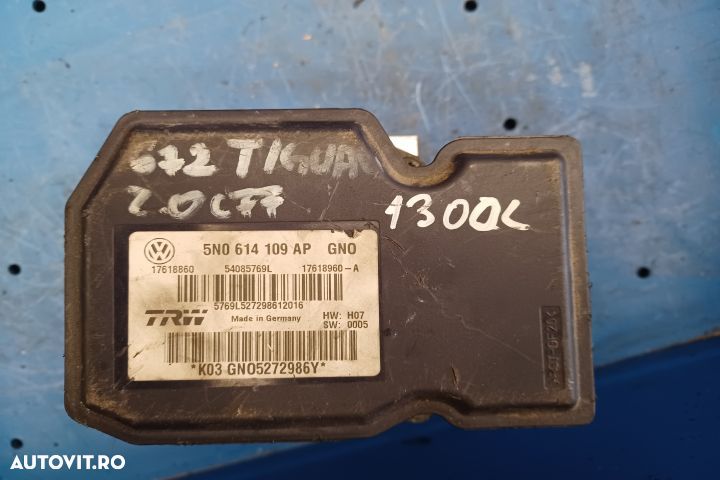 672 TIGUAN
2.0 CFF
1300L
5N0 614 109 AP GNO
17618860 54085769L 17618960-A
5769L527298612016
TRW Made in Germany HW: H07
SW: 0005
*K03 GNO5272986Y*
AUTOVIT.RO